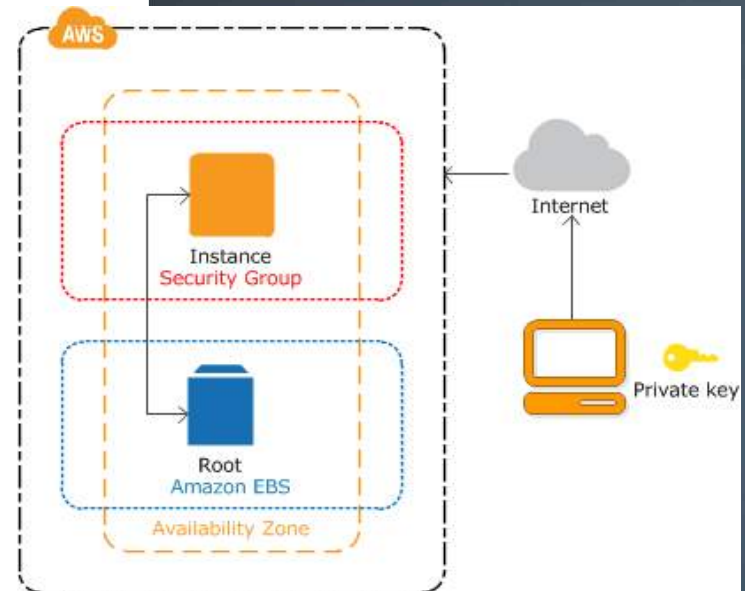 AWS
Instance
Security Group
Root
Amazon EBS
Availability Zone
Internet
Private key